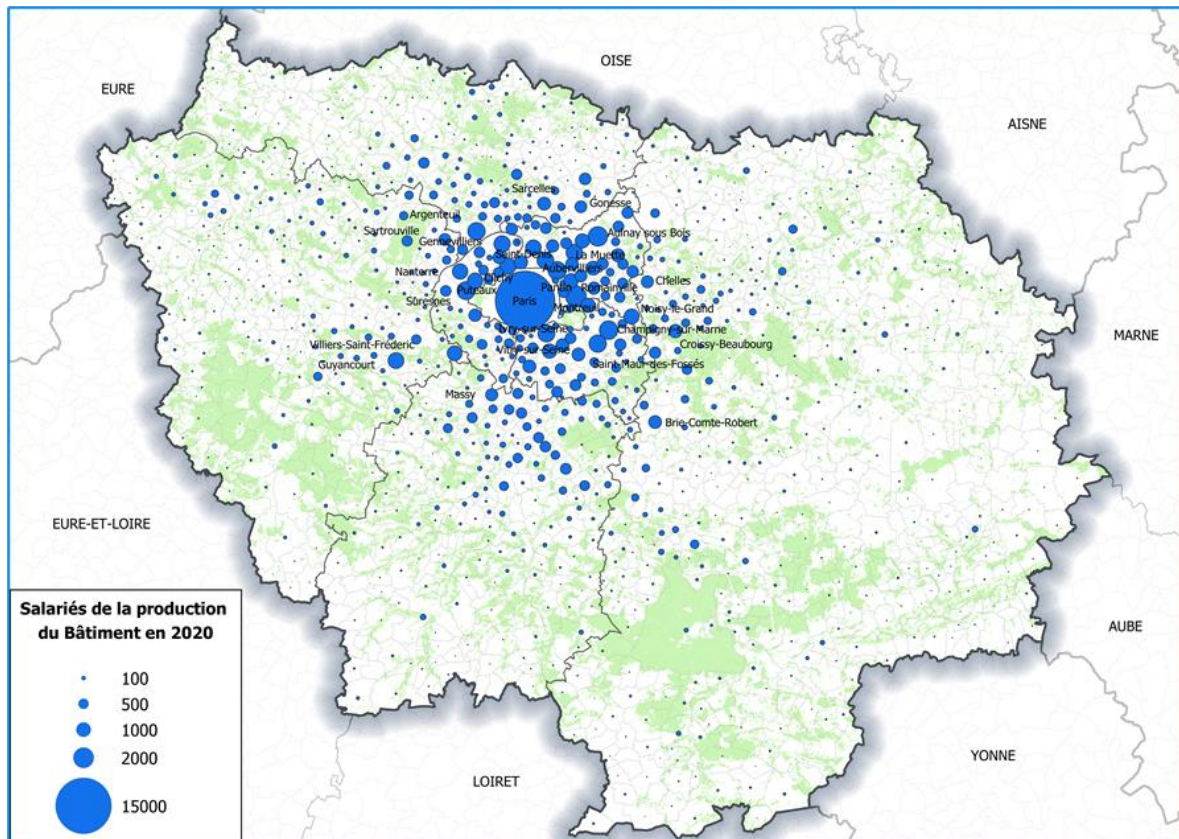 OISE
EURE
AISNE
Sarcelles
Gonesse
Argenteuil
Sartrouville
Aulnay sous Bois
Gennevilliers
Saint-Denis
La Muette
Aubervilliers
Nanterre
Clichy
Chelles
Puteaux
Pantin
Romainville
Suresnes
Paris
Montreuil
Noisy-le-Grand
Ivry-sur-Seine
Champigny-sur-Marne
MARNE
Villiers-Saint-Fréderic
Vitry-sur-Seine
Croissy-Beaubourg
Guyancourt
Saint-Maur-des-Fossés
Massy
Brie-Comte-Robert
EURE-ET-LOIRE
Salariés de la production
du Bâtiment en 2020
100
500
1000
2000
15000
AUBE
YONNE
LOIRET